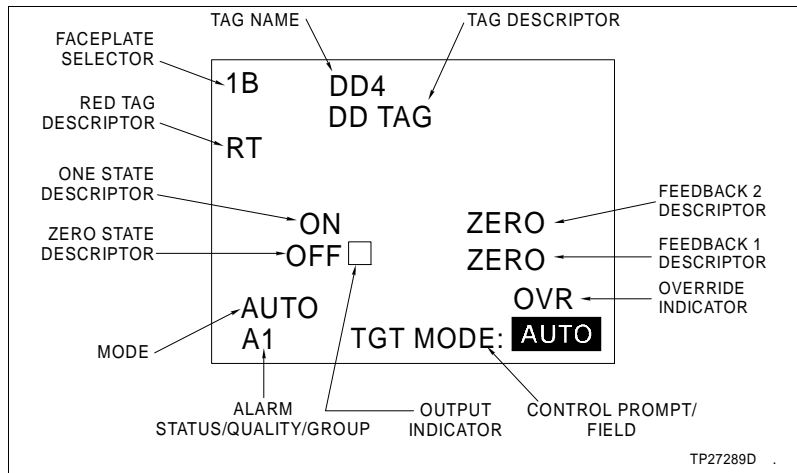 TAG NAME
TAG DESCRIPTOR
FACEPLATE
SELECTOR
1B
DD4
DD TAG
RED TAG
DESCRIPTOR
RT
ONE STATE
DESCRIPTOR
ON
ZERO
FEEDBACK 2
DESCRIPTOR
ZERO STATE
DESCRIPTOR
OFF
ZERO
FEEDBACK 1
DESCRIPTOR
OVR
OVERRIDE
INDICATOR
AUTO
MODE
A1
TGT MODE: AUTO
ALARM
STATUS/QUALITY/GROUP
OUTPUT
INDICATOR
CONTROL PROMPT/
FIELD
TP27289D .